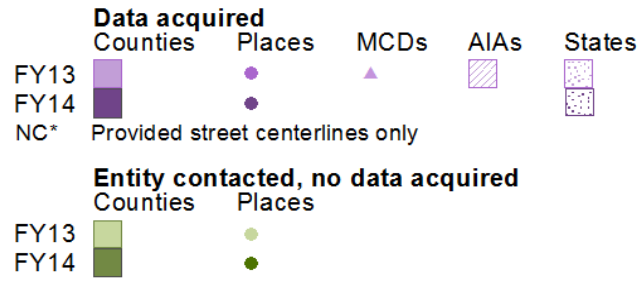 Data acquired
Counties Places MCDs AIAs States
FY13
FY14
NC* Provided street centerlines only
Entity contacted, no data acquired
Counties Places
FY13
FY14